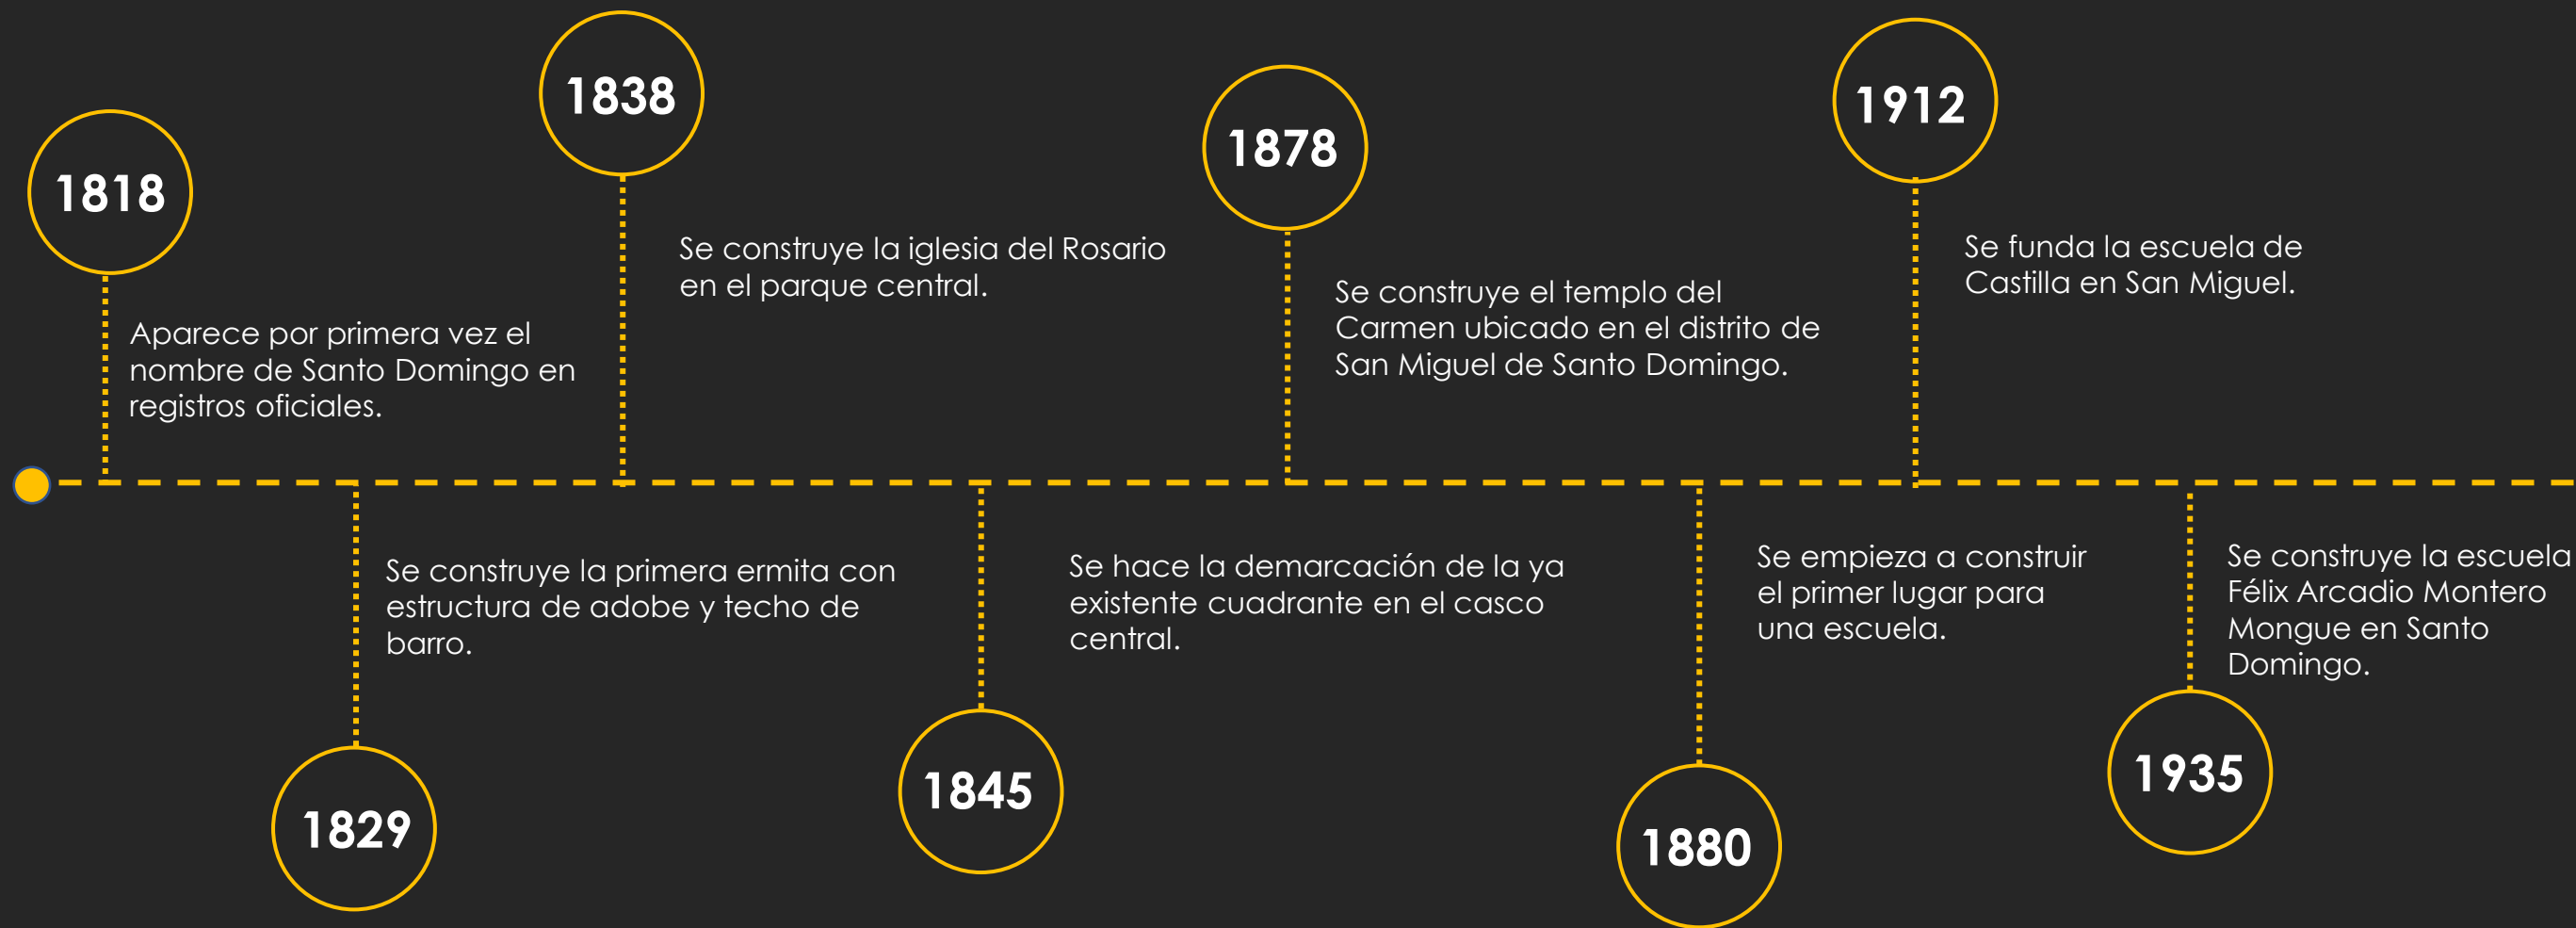 1818
Aparece por primera vez el
nombre de Santo Domingo en
registros oficiales.
1829
Se construye la primera ermita con
estructura de adobe y techo de
barro.
1838
Se construye la iglesia del Rosario
en el parque central.
1845
Se hace la demarcación de la ya
existente cuadrante en el casco
central.
1878
Se construye el templo del
Carmen ubicado en el distrito de
San Miguel de Santo Domingo.
1880
Se empieza a construir
el primer lugar para
una escuela.
1912
Se funda la escuela de
Castilla en San Miguel.
1935
Se construye la escuela
Félix Arcadio Montero
Mongue en Santo
Domingo.